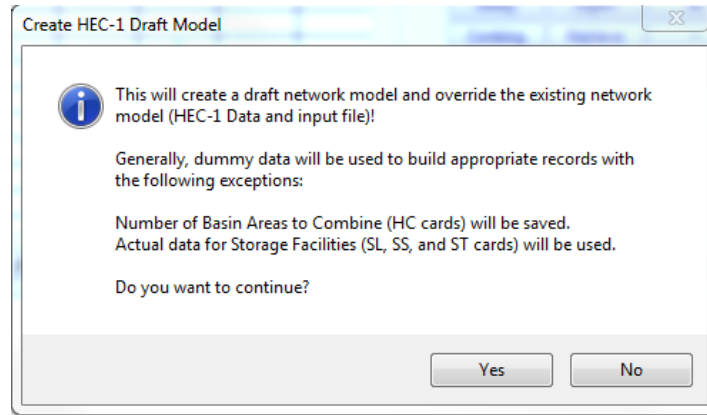 Create HEC-1 Draft Model
This will create a draft network model and override the existing network
model (HEC-1 Data and input file)!
Generally, dummy data will be used to build appropriate records with
the following exceptions:
Number of Basin Areas to Combine (HC cards) will be saved.
Actual data for Storage Facilities (SL, SS, and ST cards) will be used.
Do you want to continue?
Yes
No